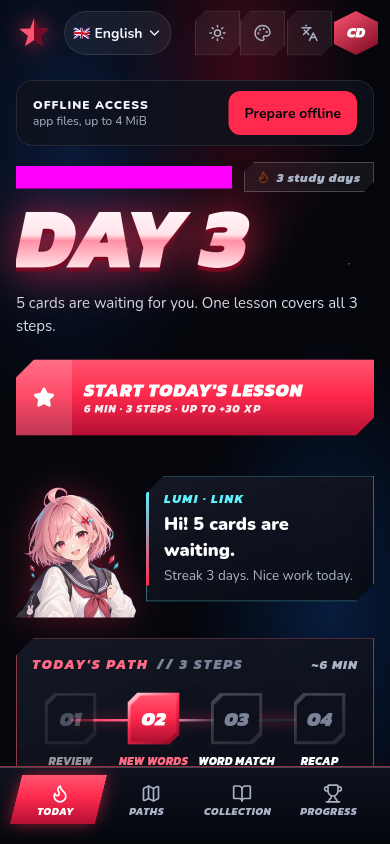 English
CD
OFFLINE ACCESS
app files, up to 4 MiB
Prepare offline
3 study days
DAY 3
5 cards are waiting for you. One lesson covers all 3
steps.
START TODAY'S LESSON
6 MIN · 3 STEPS · UP TO +30 XP
LUMI · LINK
Hi! 5 cards are
waiting.
Streak 3 days. Nice work today.
TODAY'S PATH // 3 STEPS
~6 MIN
01 02 03 04
REVIEW NEW WORDS WORD MATCH RECAP
TODAY PATHS COLLECTION PROGRESS